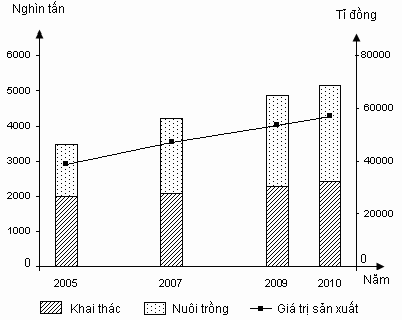 Nghìn tấn Tỉ đồng
6000 80000
5000
4000 60000
3000 40000
2000
1000 20000
0 0
2005 2007 2009 2010 Năm
Khai thác Nuôi trồng Giá trị sản xuất